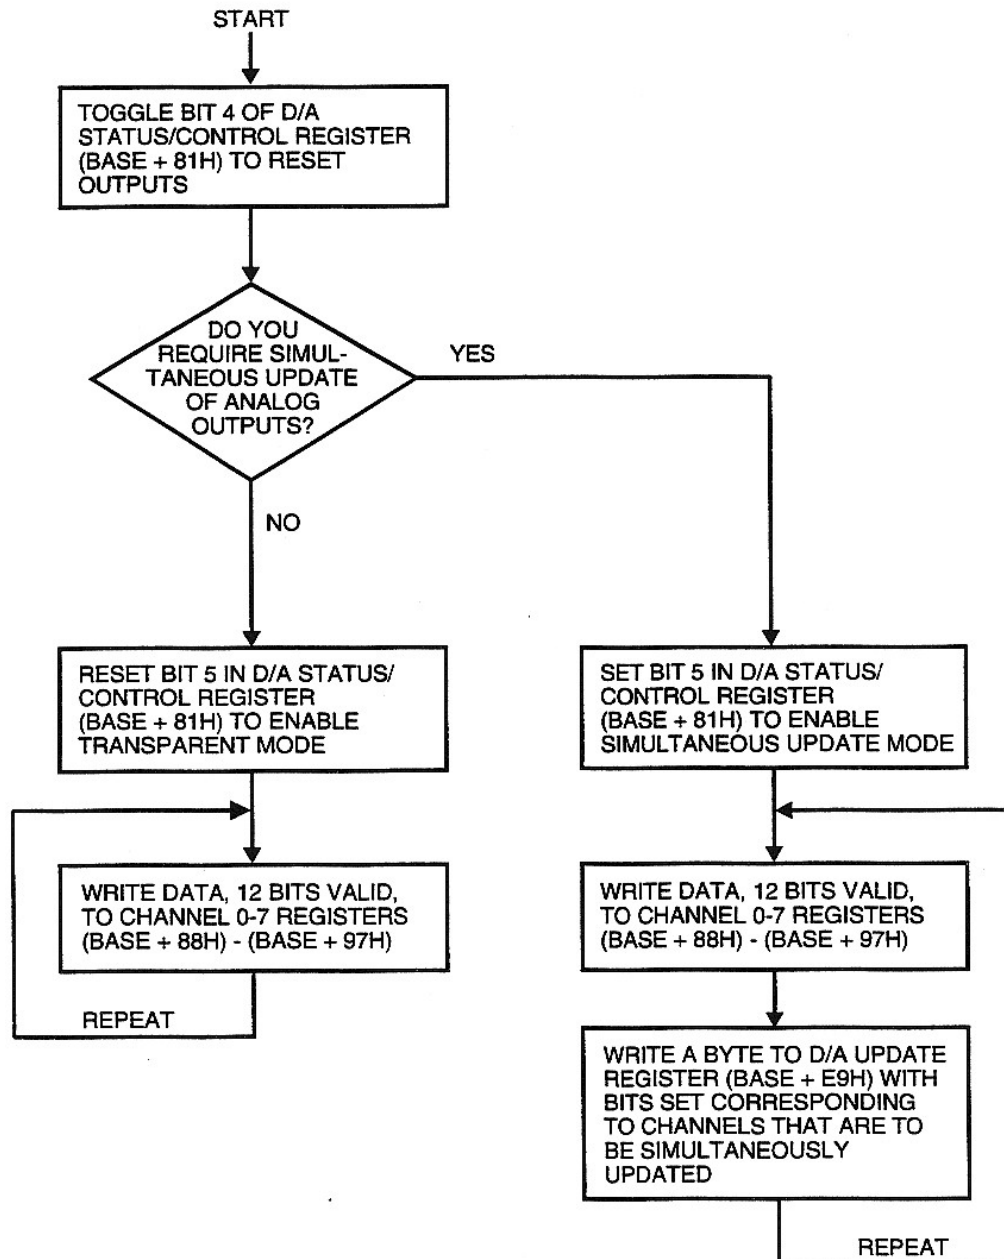 START
TOGGLE BIT 4 OF D/A
STATUS/CONTROL REGISTER
(BASE + 81H) TO RESET
OUTPUTS
DO YOU
REQUIRE SIMUL-
TANEOUS UPDATE
OF ANALOG
OUTPUTS?
YES
NO
RESET BIT 5 IN D/A STATUS/
CONTROL REGISTER
(BASE + 81H) TO ENABLE
TRANSPARENT MODE
SET BIT 5 IN D/A STATUS/
CONTROL REGISTER
(BASE + 81H) TO ENABLE
SIMULTANEOUS UPDATE MODE
WRITE DATA, 12 BITS VALID,
TO CHANNEL 0-7 REGISTERS
(BASE + 88H) - (BASE + 97H)
REPEAT
WRITE DATA, 12 BITS VALID,
TO CHANNEL 0-7 REGISTERS
(BASE + 88H) - (BASE + 97H)
WRITE A BYTE TO D/A UPDATE
REGISTER (BASE + E9H) WITH
BITS SET CORRESPONDING
TO CHANNELS THAT ARE TO
BE SIMULTANEOUSLY
UPDATED
REPEAT